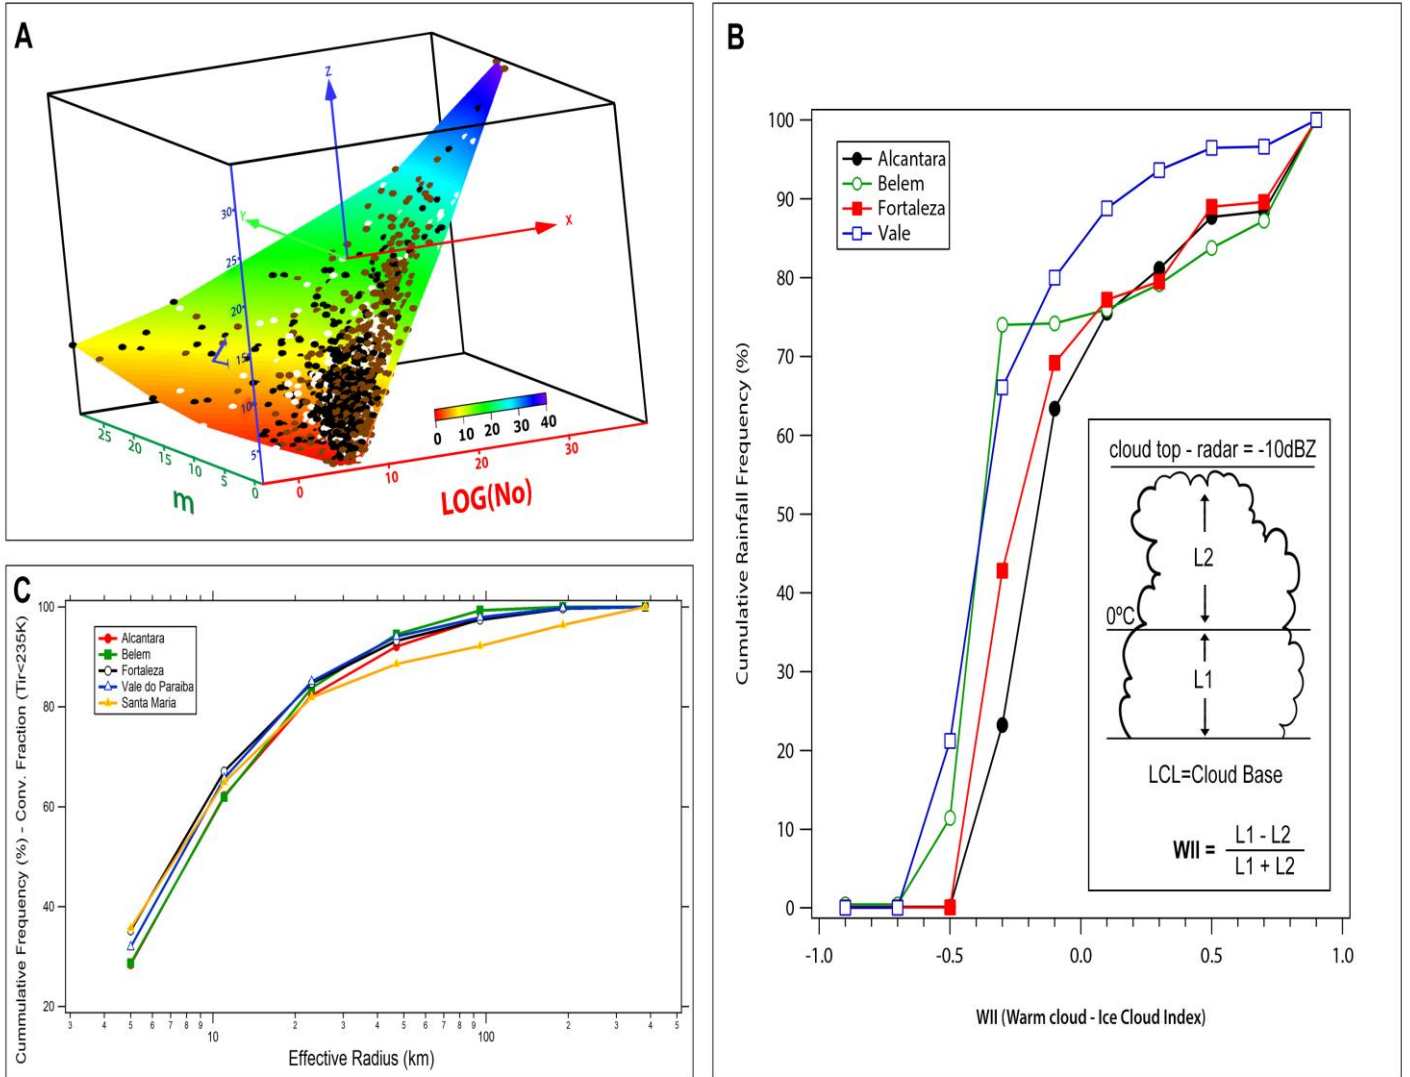 A
Z
Y
X
30
25
20
15
10
5
25
20
15
10
5
0
m
0
10
20
30
LOG(No)
0 10 20 30 40
B
100
90
80
70
60
50
40
30
20
10
0
Cumulative Rainfall Frequency (%)
Alcantara
Belem
Fortaleza
Vale
cloud top - radar = -10dBZ
L2
0ºC
L1
LCL=Cloud Base
WII = L1 - L2
L1 + L2
-1.0 -0.5 0.0 0.5 1.0
WII (Warm cloud - Ice Cloud Index)
C
Cummulative Frequency (%) - Conv. Fraction (Tir<235K)
100
80
60
40
20
Alcantara
Belem
Fortaleza
Vale do Paraiba
Santa Maria
3 4 5 6 7 8 9 10 2 3 4 5 6 7 8 9 100 2 3 4 5
Effective Radius (km)